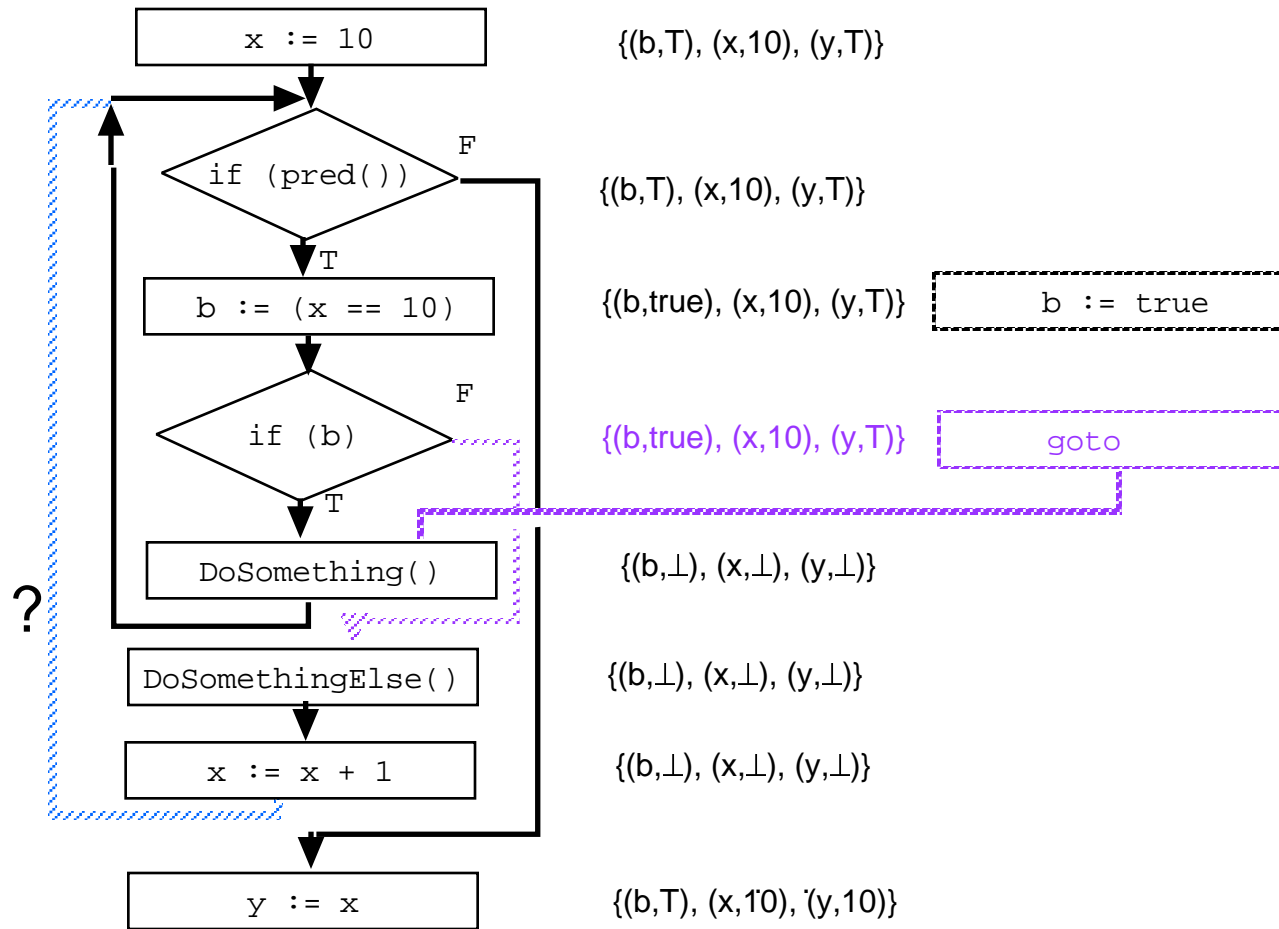 x := 10
{(b,T), (x,10), (y,T)}
F
if (pred())
{(b,T), (x,10), (y,T)}
T
b := (x == 10)
{(b,true), (x,10), (y,T)}
b := true
F
if (b)
{(b,true), (x,10), (y,T)}
goto
T
DoSomething()
{(b,⊥), (x,⊥), (y,⊥)}
?
DoSomethingElse()
{(b,⊥), (x,⊥), (y,⊥)}
x := x + 1
{(b,⊥), (x,⊥), (y,⊥)}
y := x
{(b,T), (x,10), (y,10)}